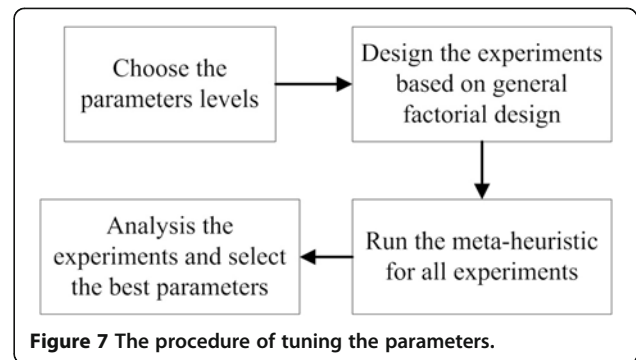 Choose the
parameters levels
Design the experiments
based on general
factorial design
Run the meta-heuristic
for all experiments
Analysis the
experiments and select
the best parameters
Figure 7 The procedure of tuning the parameters.